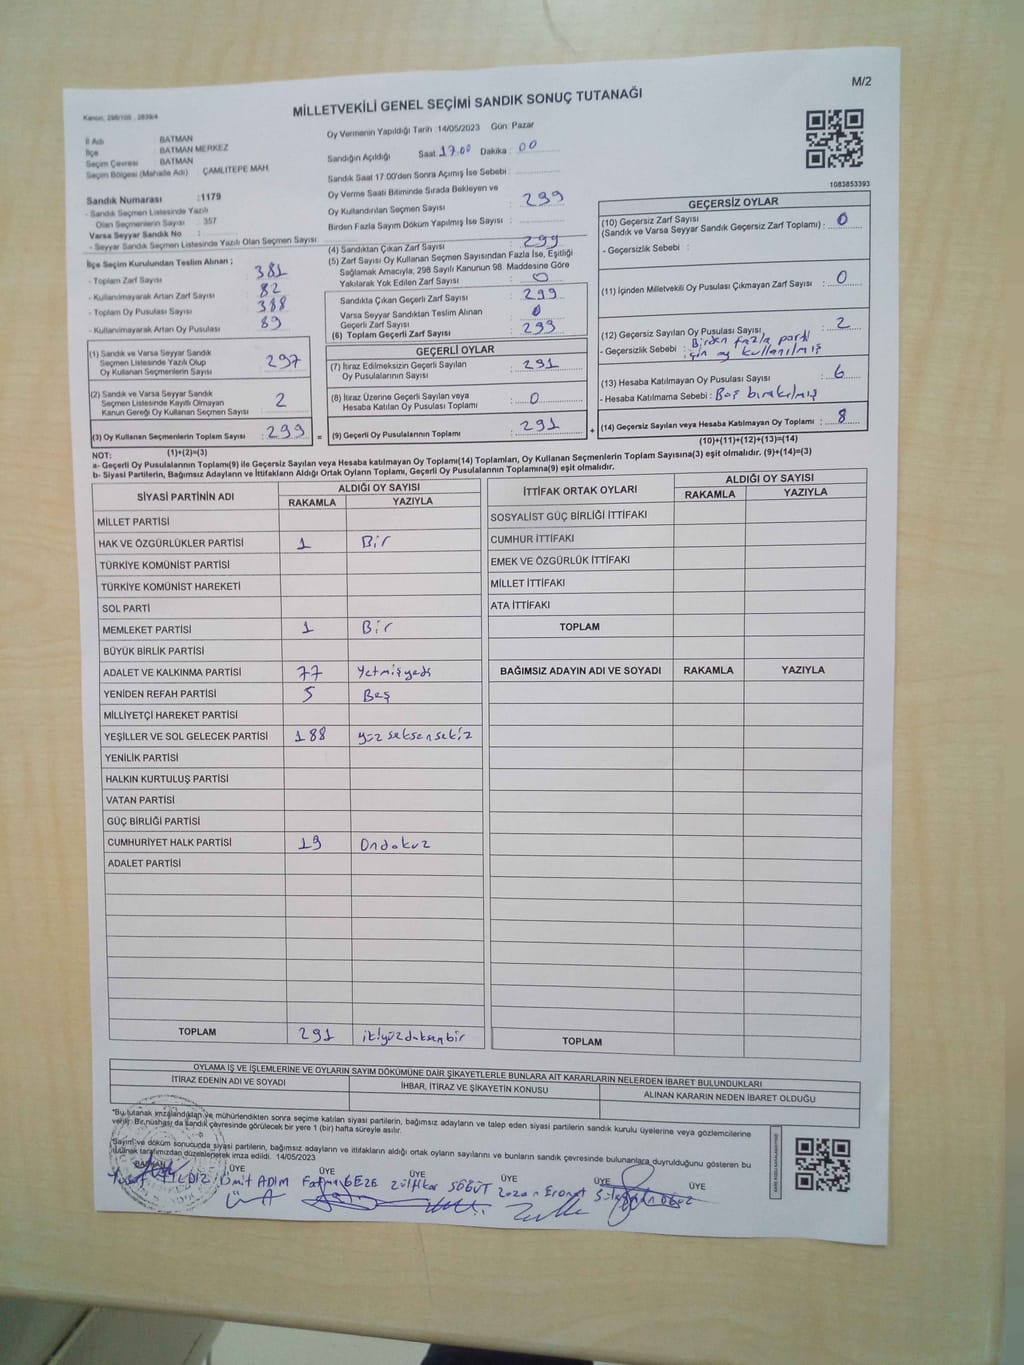 M/2
MİLLETVEKİLİ GENEL SEÇİMİ SANDIK SONUÇ TUTANAĞI
Kanun, 298/105 , 2839/4
İl Adı BATMAN
İlçe BATMAN MERKEZ
Seçim Çevresi BATMAN
Seçim Bölgesi (Mahalle Adı) ÇAMLITEPE MAH.
Oy Vermenin Yapıldığı Tarih 14/05/2023 Gün: Pazar
Sandığın Açıldığı Saat 17.00 Dakika : 00
Sandık Saat 17:00'den Sonra Açımış İse Sebebi :
Oy Verme Saati Bitiminde Sırada Bekleyen ve
Oy Kullandırılan Seçmen Sayısı : 299
Birden Fazla Sayım Döküm Yapılmış İse Sayısı :
1083853393
Sandık Numarası :1179
- Sandık Seçmen Listesinde Yazılı
Olan Seçmenlerin Sayısı : 357
Varsa Seyyar Sandık No :
- Seyyar Sandık Seçmen Listesinde Yazılı Olan Seçmen Sayısı
İlçe Seçim Kurulundan Teslim Alınan ;
- Toplam Zarf Sayısı 381
- Kullanılmayarak Artan Zarf Sayısı 82
- Toplam Oy Pusulası Sayısı 388
- Kullanılmayarak Artan Oy Pusulası 89
(1) Sandık ve Varsa Seyyar Sandık
Seçmen Listesinde Yazılı Olup
Oy Kullanan Seçmenlerin Sayısı : 297
(2) Sandık ve Varsa Seyyar Sandık
Seçmen Listesinde Kayıtlı Olmayan
Kanun Gereği Oy Kullanan Seçmen Sayısı : 2
(3) Oy Kullanan Seçmenlerin Toplam Sayısı : 299 =
(1)+(2)=(3)
(4) Sandıktan Çıkan Zarf Sayısı : 299
(5) Zarf Sayısı Oy Kullanan Seçmen Sayısından Fazla İse, Eşitliği
Sağlamak Amacıyla, 298 Sayılı Kanunun 98. Maddesine Göre
Yakılarak Yok Edilen Zarf Sayısı : 0
Sandıkta Çıkan Geçerli Zarf Sayısı : 299
Varsa Seyyar Sandıktan Teslim Alınan
Geçerli Zarf Sayısı : 0
(6) Toplam Geçerli Zarf Sayısı : 299
GEÇERLİ OYLAR
(7) İtiraz Edilmeksizin Geçerli Sayılan
Oy Pusulalarının Sayısı : 291
(8) İtiraz Üzerine Geçerli Sayılan veya
Hesaba Katılan Oy Pusulası Toplamı : 0
(9) Geçerli Oy Pusulalarının Toplamı : 291 +
GEÇERSİZ OYLAR
(10) Geçersiz Zarf Sayısı
(Sandık ve Varsa Seyyar Sandık Geçersiz Zarf Toplamı) : 0
- Geçersizlik Sebebi :
(11) İçinden Milletvekili Oy Pusulası Çıkmayan Zarf Sayısı : 0
(12) Geçersiz Sayılan Oy Pusulası Sayısı : 2
- Geçersizlik Sebebi : Birden fazla parti
için oy kullanılmış
(13) Hesaba Katılmayan Oy Pusulası Sayısı : 6
- Hesaba Katılmama Sebebi : Boş bırakılmış
(14) Geçersiz Sayılan veya Hesaba Katılmayan Oy Toplamı : 8
(10)+(11)+(12)+(13)=(14)
NOT:
a- Geçerli Oy Pusulalarının Toplamı(9) ile Geçersiz Sayılan veya Hesaba katılmayan Oy Toplamı(14) Toplamları, Oy Kullanan Seçmenlerin Toplam Sayısına(3) eşit olmalıdır. (9)+(14)=(3)
b- Siyasi Partilerin, Bağımsız Adayların ve İttifakların Aldığı Ortak Oyların Toplamı, Geçerli Oy Pusulalarının Toplamına(9) eşit olmalıdır.
SİYASİ PARTİNİN ADI ALDIĞI OY SAYISI
RAKAMLA YAZIYLA
MİLLET PARTİSİ
HAK VE ÖZGÜRLÜKLER PARTİSİ 1 Bir
TÜRKİYE KOMÜNİST PARTİSİ
TÜRKİYE KOMÜNİST HAREKETİ
SOL PARTİ
MEMLEKET PARTİSİ 1 Bir
BÜYÜK BİRLİK PARTİSİ
ADALET VE KALKINMA PARTİSİ 77 Yetmişyedi
YENİDEN REFAH PARTİSİ 5 Beş
MİLLİYETÇİ HAREKET PARTİSİ
YEŞİLLER VE SOL GELECEK PARTİSİ 188 yüz seksensekiz
YENİLİK PARTİSİ
HALKIN KURTULUŞ PARTİSİ
VATAN PARTİSİ
GÜÇ BİRLİĞİ PARTİSİ
CUMHURİYET HALK PARTİSİ 19 Ondokuz
ADALET PARTİSİ
TOPLAM 291 ikiyüzdoksanbir
İTTİFAK ORTAK OYLARI ALDIĞI OY SAYISI
RAKAMLA YAZIYLA
SOSYALİST GÜÇ BİRLİĞİ İTTİFAKI
CUMHUR İTTİFAKI
EMEK VE ÖZGÜRLÜK İTTİFAKI
MİLLET İTTİFAKI
ATA İTTİFAKI
TOPLAM
BAĞIMSIZ ADAYIN ADI VE SOYADI RAKAMLA YAZIYLA
TOPLAM
OYLAMA İŞ VE İŞLEMLERİNE VE OYLARIN SAYIM DÖKÜMÜNE DAİR ŞİKAYETLERLE BUNLARA AİT KARARLARIN NELERDEN İBARET BULUNDUKLARI
İTİRAZ EDENİN ADI VE SOYADI İHBAR, İTİRAZ VE ŞİKAYETİN KONUSU ALINAN KARARIN NEDEN İBARET OLDUĞU
*Bu tutanak imzalandıktan ve mühürlendikten sonra seçime katılan siyasi partilerin, bağımsız adayların ve talep eden siyasi partilerin sandık kurulu üyelerine veya gözlemcilerine
verilir. Bir nüshası da sandık çevresinde görülecek bir yere 1 (bir) hafta süreyle asılır.
Sayım ve döküm sonucunda siyasi partilerin, bağımsız adayların ve ittifakların aldığı ortak oyların sayılarını ve bunların sandık çevresinde bulunanlara duyrulduğunu gösteren bu
tutanak tarafımızdan düzenlenerek imza edildi. 14/05/2023
BATMAN
ÜYE ÜYE ÜYE ÜYE ÜYE ÜYE
Yusuf YILDIZ Ümit ADIM Fatma GEZE Zülfikar SÖĞÜT Zozan